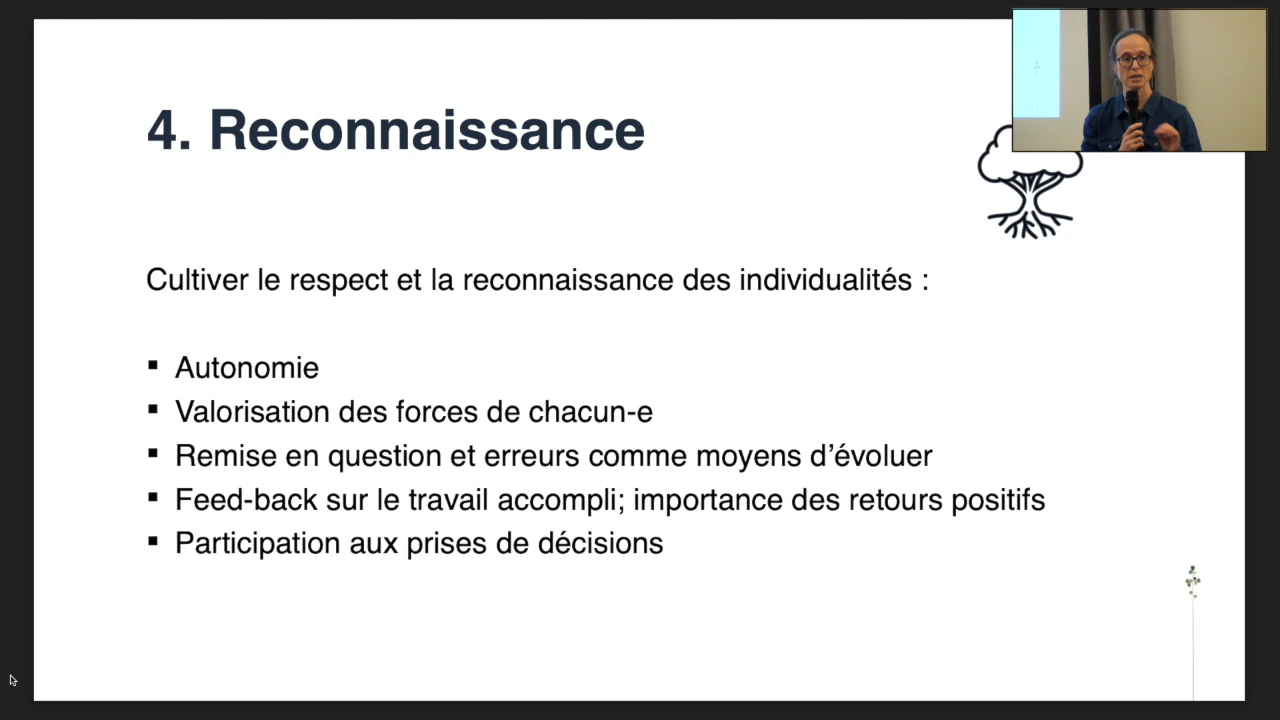 4. Reconnaissance
Cultiver le respect et la reconnaissance des individualités :
▪ Autonomie
▪ Valorisation des forces de chacun-e
▪ Remise en question et erreurs comme moyens d’évoluer
▪ Feed-back sur le travail accompli; importance des retours positifs
▪ Participation aux prises de décisions